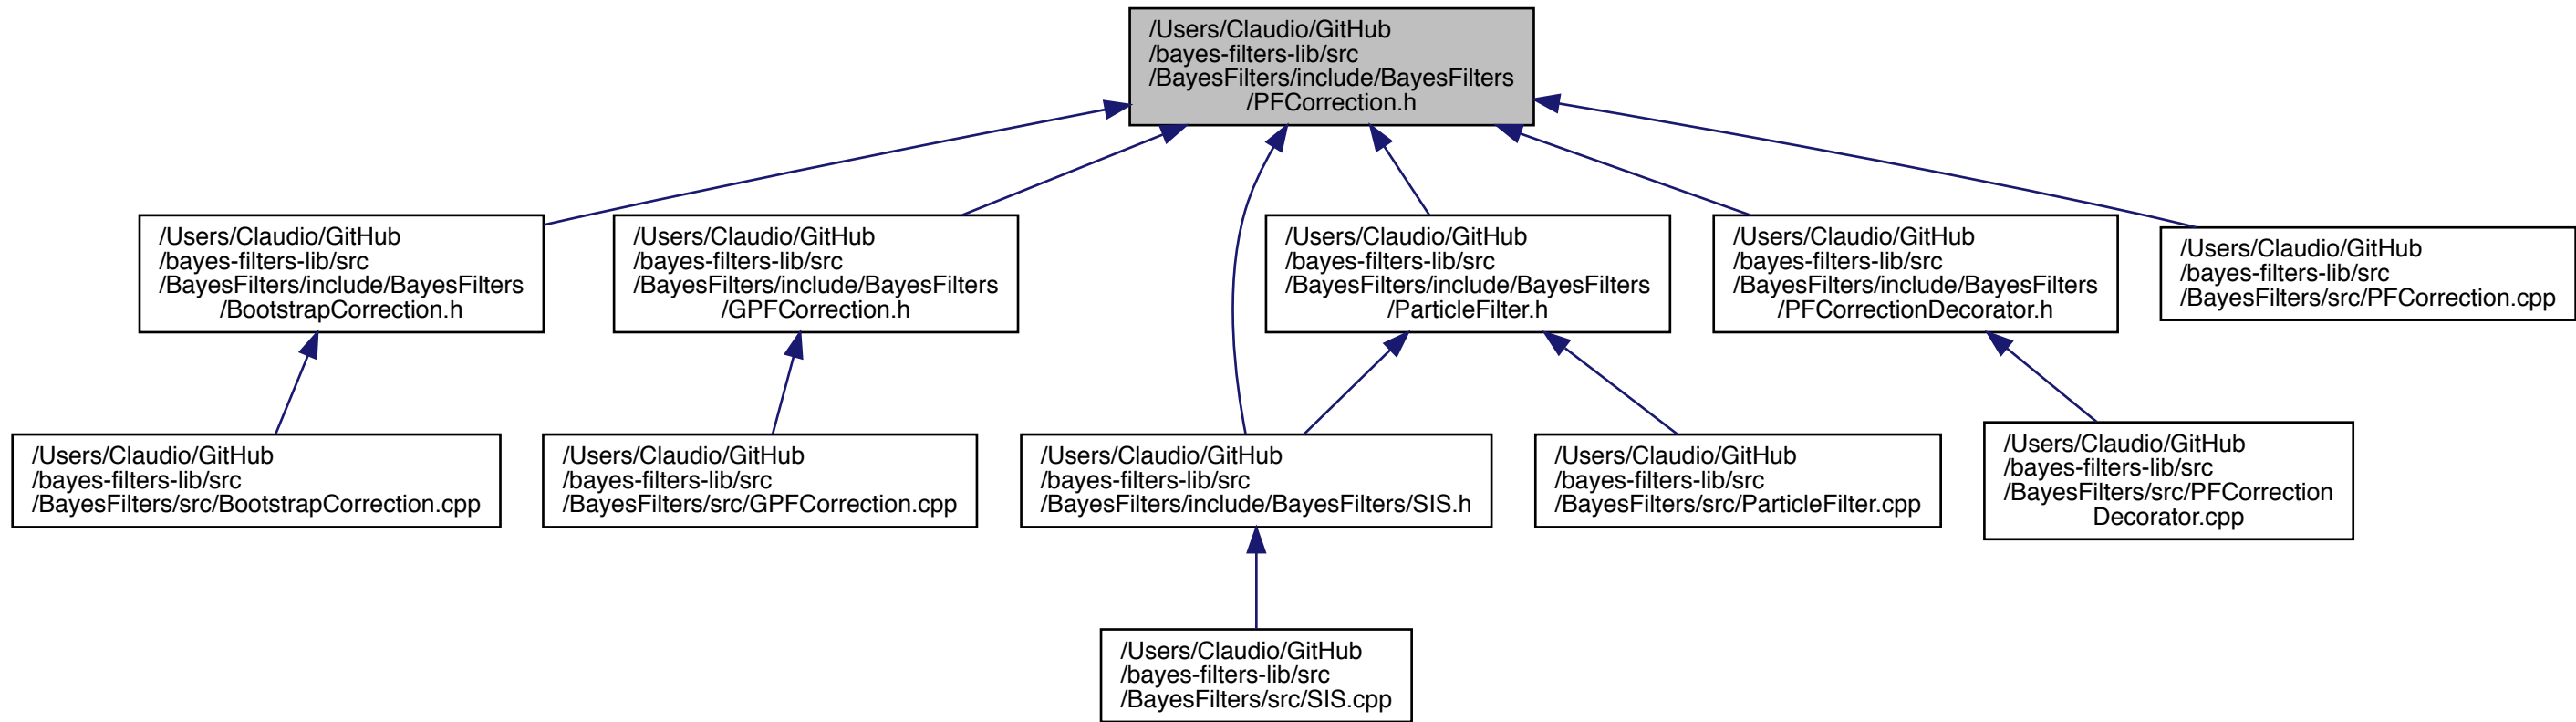 /Users/Claudio/GitHub
/bayes-filters-lib/src
/BayesFilters/include/BayesFilters
/PFCorrection.h
/Users/Claudio/GitHub
/bayes-filters-lib/src
/BayesFilters/include/BayesFilters
/BootstrapCorrection.h
/Users/Claudio/GitHub
/bayes-filters-lib/src
/BayesFilters/include/BayesFilters
/GPFCorrection.h
/Users/Claudio/GitHub
/bayes-filters-lib/src
/BayesFilters/include/BayesFilters
/ParticleFilter.h
/Users/Claudio/GitHub
/bayes-filters-lib/src
/BayesFilters/include/BayesFilters
/PFCorrectionDecorator.h
/Users/Claudio/GitHub
/bayes-filters-lib/src
/BayesFilters/src/PFCorrection.cpp
/Users/Claudio/GitHub
/bayes-filters-lib/src
/BayesFilters/src/BootstrapCorrection.cpp
/Users/Claudio/GitHub
/bayes-filters-lib/src
/BayesFilters/src/GPFCorrection.cpp
/Users/Claudio/GitHub
/bayes-filters-lib/src
/BayesFilters/include/BayesFilters/SIS.h
/Users/Claudio/GitHub
/bayes-filters-lib/src
/BayesFilters/src/ParticleFilter.cpp
/Users/Claudio/GitHub
/bayes-filters-lib/src
/BayesFilters/src/PFCorrection
Decorator.cpp
/Users/Claudio/GitHub
/bayes-filters-lib/src
/BayesFilters/src/SIS.cpp